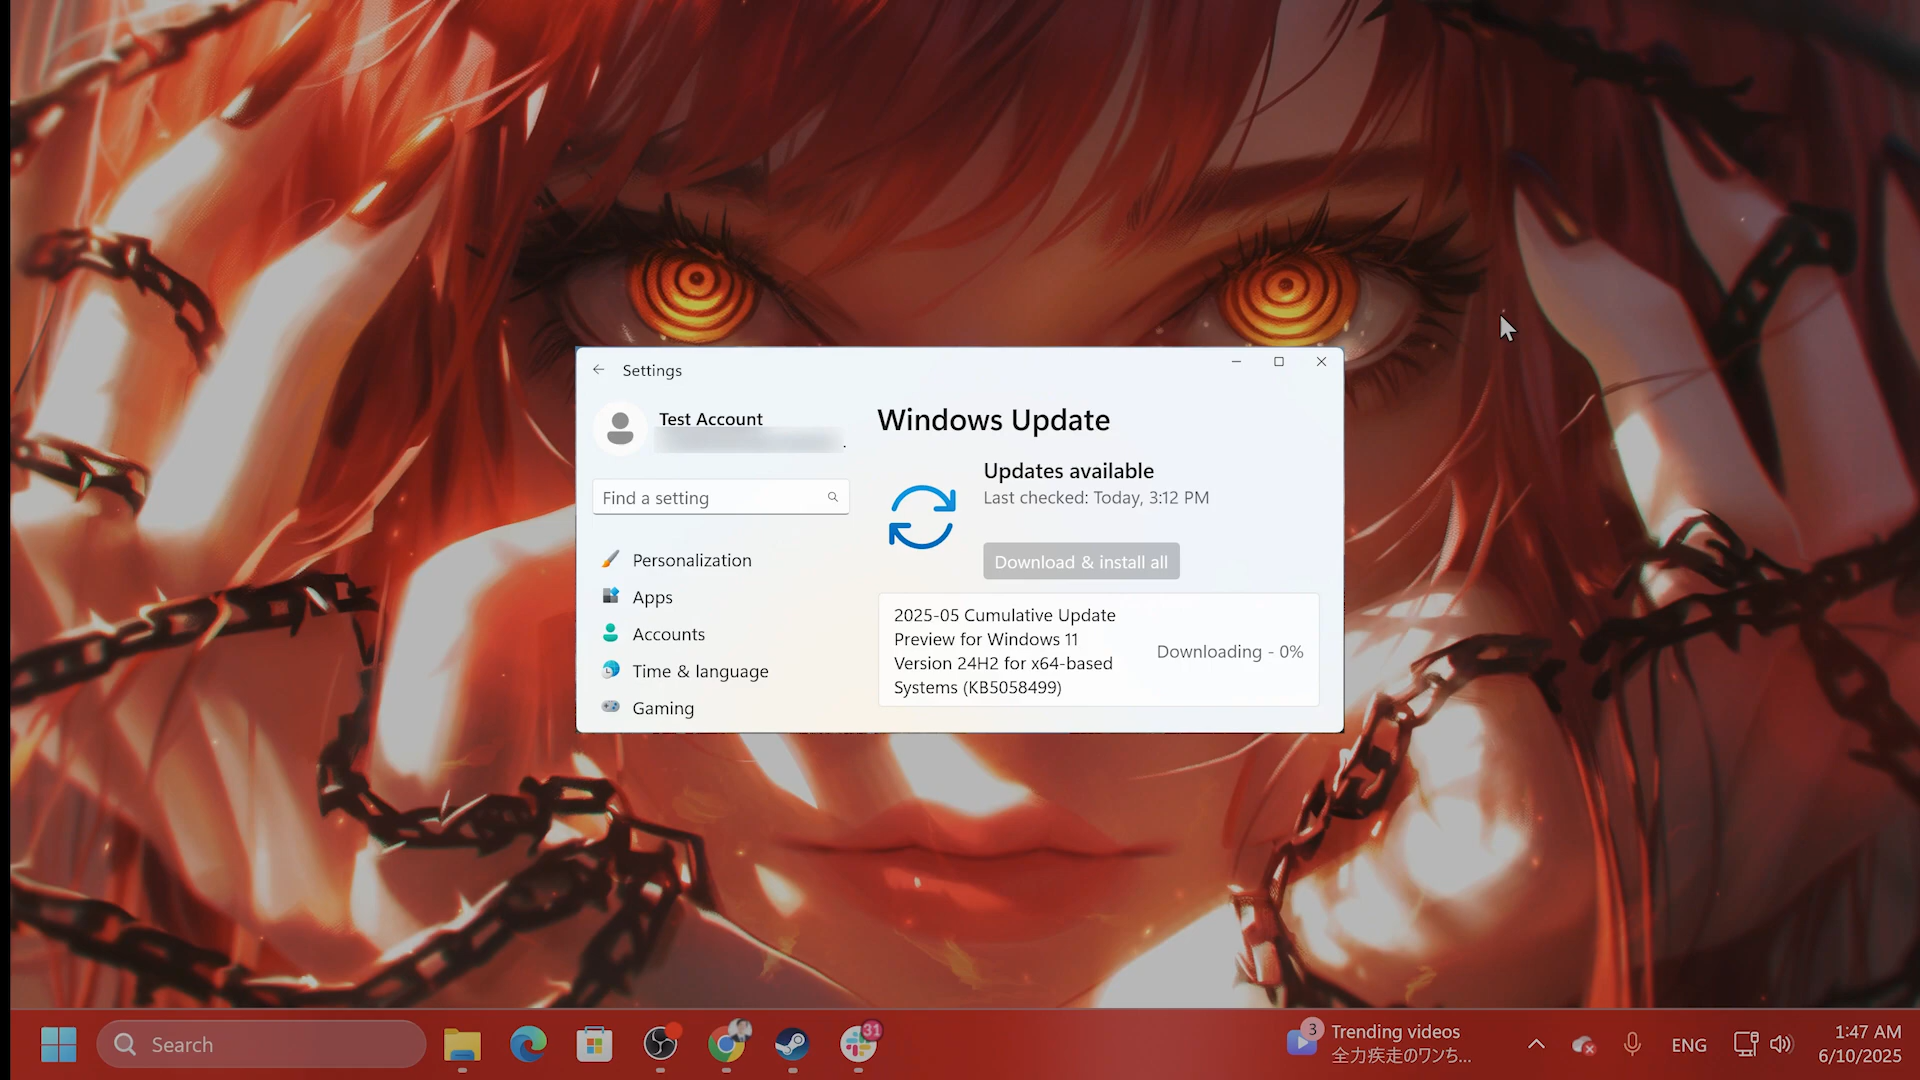 Settings
Test Account
Find a setting
Personalization
Apps
Accounts
Time & language
Gaming
Windows Update
Updates available
Last checked: Today, 3:12 PM
Download & install all
2025-05 Cumulative Update
Preview for Windows 11
Version 24H2 for x64-based
Systems (KB5058499)
Downloading - 0%
Search
31
3
Trending videos
全力疾走のワンち...
ENG
1:47 AM
6/10/2025